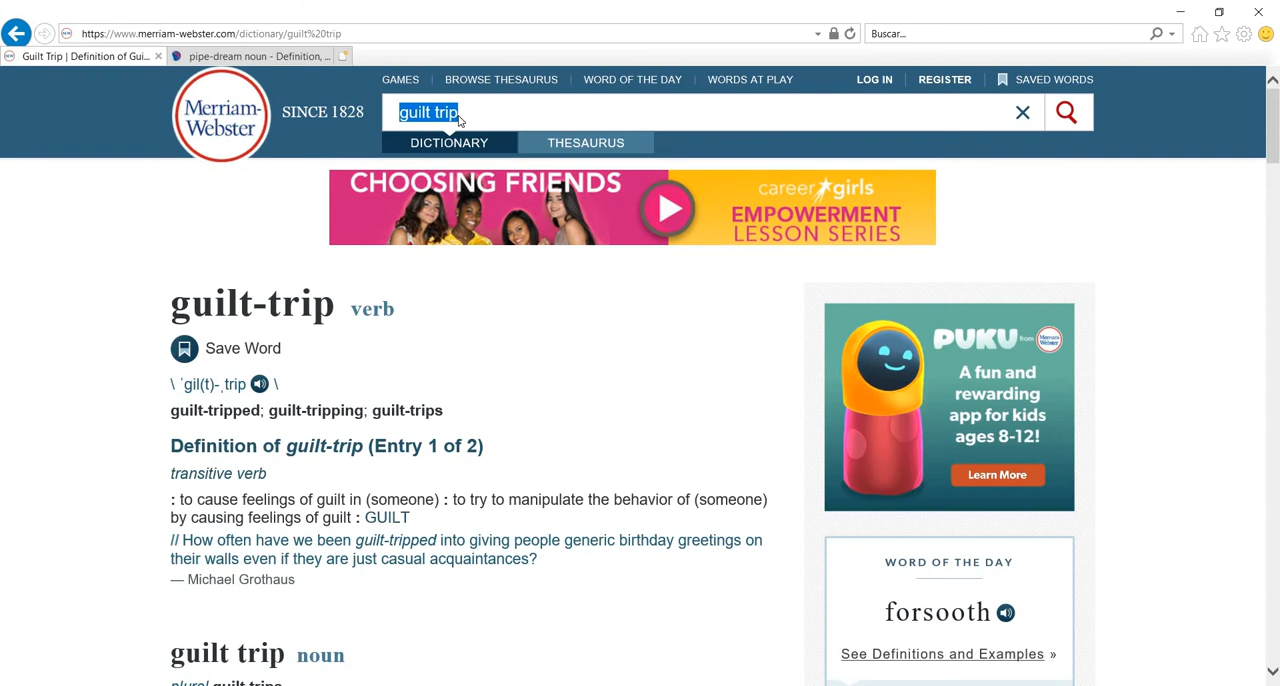 https://www.merriam-webster.com/dictionary/guilt%20trip
Buscar...
Guilt Trip | Definition of Gui...
pipe-dream noun - Definition, ...
GAMES
BROWSE THESAURUS
WORD OF THE DAY
WORDS AT PLAY
LOG IN
REGISTER
SAVED WORDS
Merriam-
Webster
SINCE 1828
guilt trip
DICTIONARY
THESAURUS
CHOOSING FRIENDS
career girls
EMPOWERMENT
LESSON SERIES
guilt-trip verb
Save Word
\ ˈgil(t)-ˌtrip \
guilt-tripped; guilt-tripping; guilt-trips
Definition of guilt-trip (Entry 1 of 2)
transitive verb
: to cause feelings of guilt in (someone) : to try to manipulate the behavior of (someone)
by causing feelings of guilt : GUILT
// How often have we been guilt-tripped into giving people generic birthday greetings on
their walls even if they are just casual acquaintances?
— Michael Grothaus
guilt trip noun
plural guilt trips
PUKU from Merriam-Webster
A fun and
rewarding
app for kids
ages 8-12!
Learn More
WORD OF THE DAY
forsooth
See Definitions and Examples »